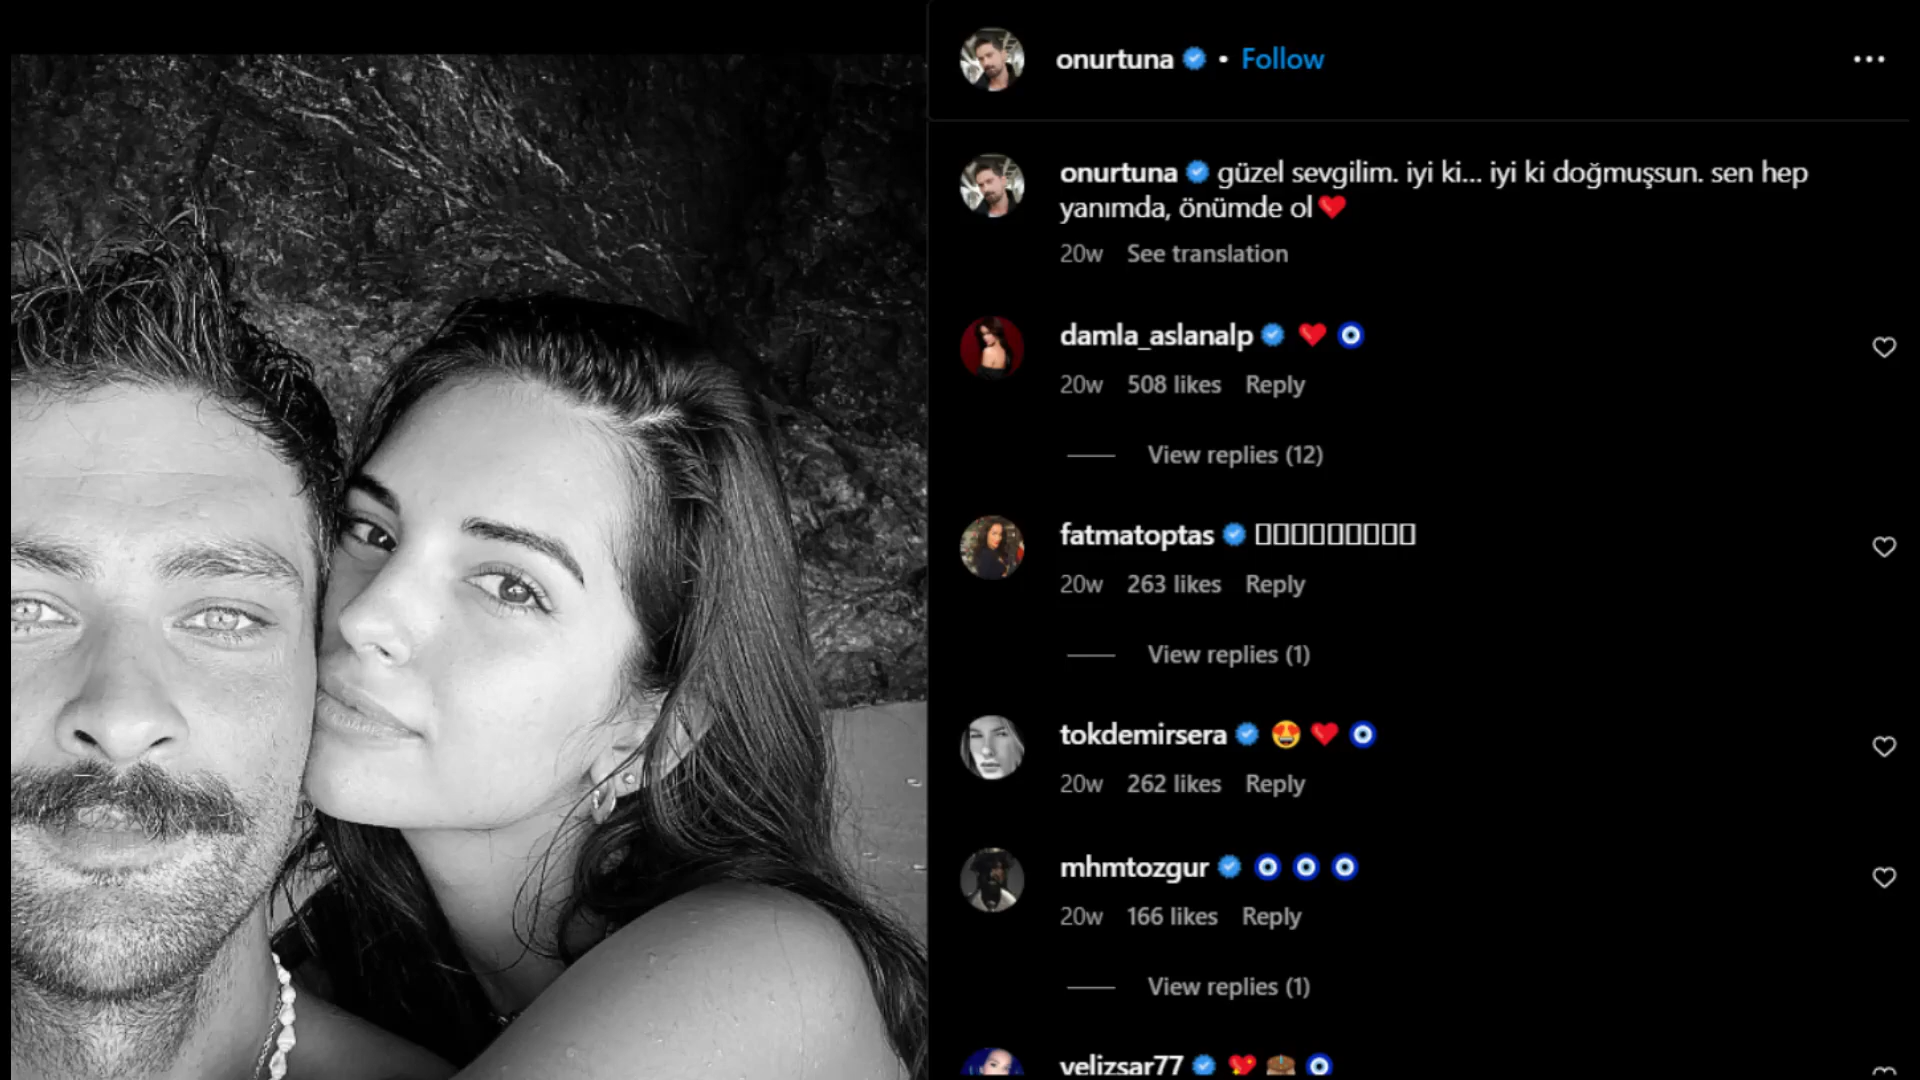 onurtuna • Follow
onurtuna güzel sevgilim. iyi ki... iyi ki doğmuşsun. sen hep
yanımda, önümde ol❤️
20w See translation
damla_aslanalp ❤️🧿
20w 508 likes Reply
View replies (12)
fatmatoptas
20w 263 likes Reply
View replies (1)
tokdemirsera 😍❤️🧿
20w 262 likes Reply
mhmtozgur 🧿🧿🧿
20w 166 likes Reply
View replies (1)
velizsar77 💖🎂🧿